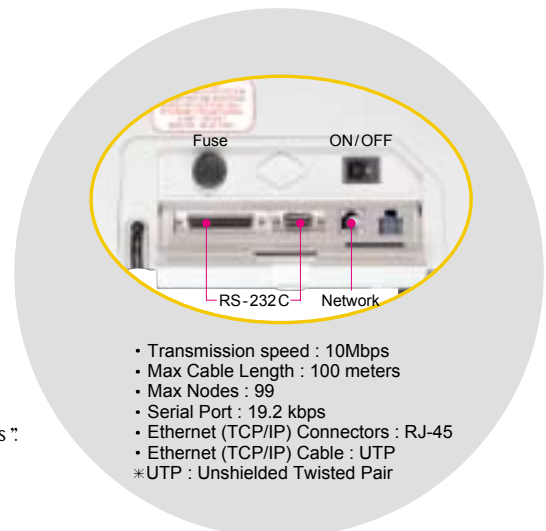 Fuse ON/OFF
RS-232C Network
• Transmission speed : 10Mbps
• Max Cable Length : 100 meters
• Max Nodes : 99
• Serial Port : 19.2 kbps
s”.
• Ethernet (TCP/IP) Connectors : RJ-45
• Ethernet (TCP/IP) Cable : UTP
✳UTP : Unshielded Twisted Pair